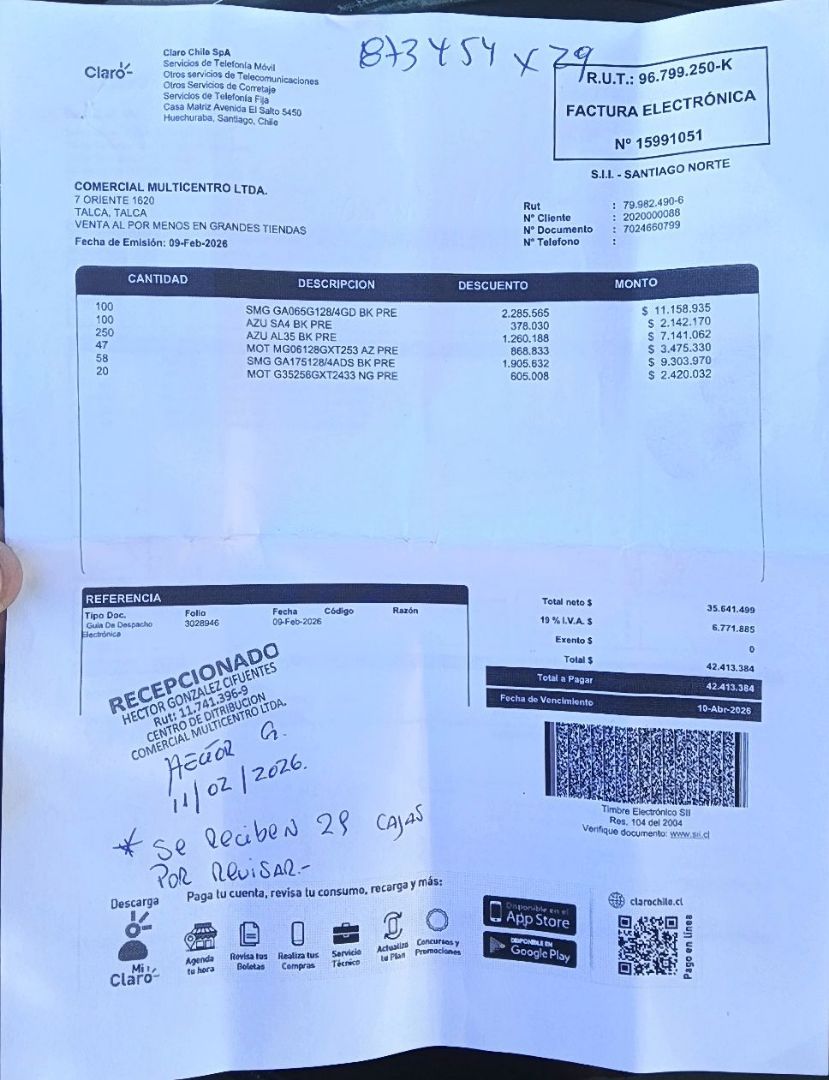 873454 x 29
Claro
Claro Chile SpA
Servicios de Telefonía Móvil
Otros servicios de Telecomunicaciones
Otros Servicios de Corretaje
Servicios de Telefonía Fija
Casa Matriz Avenida El Salto 5450
Huechuraba, Santiago, Chile
R.U.T.: 96.799.250-K
FACTURA ELECTRÓNICA
Nº 15991051
S.I.I. - SANTIAGO NORTE
COMERCIAL MULTICENTRO LTDA.
7 ORIENTE 1620
TALCA, TALCA
VENTA AL POR MENOS EN GRANDES TIENDAS
Fecha de Emisión: 09-Feb-2026
Rut : 79.982.490-6
Nº Cliente : 2020000088
Nº Documento : 7024660799
Nº Telefono :
CANTIDAD DESCRIPCION DESCUENTO MONTO
100 SMG GA065G128/4GD BK PRE 2.285.565 $ 11.158.935
100 AZU SA4 BK PRE 378.030 $ 2.142.170
250 AZU AL35 BK PRE 1.260.188 $ 7.141.062
47 MOT MG06128GXT253 AZ PRE 868.833 $ 3.475.330
58 SMG GA175128/4ADS BK PRE 1.905.632 $ 9.303.970
20 MOT G35256GXT2433 NG PRE 605.008 $ 2.420.032
REFERENCIA
Tipo Doc. Folio Fecha Código Razón
Guia De Despacho Electrónica 3028946 09-Feb-2026
Total neto $ 35.641.499
19 % I.V.A. $ 6.771.885
Exento $ 0
Total $ 42.413.384
Total a Pagar 42.413.384
Fecha de Vencimiento 10-Abr-2026
RECEPCIONADO
HECTOR GONZALEZ CIFUENTES
Rut: 11.741.396-9
CENTRO DE DITRIBUCION
COMERCIAL MULTICENTRO LTDA.
HECTOR G.
11/02/2026.
* Se Reciben 29 CAJAS
POR REVISAR.-
Timbre Electrónico SII
Res. 104 del 2004
Verifique documento: www.sii.cl
Descarga
Mi Claro
Paga tu cuenta, revisa tu consumo, recarga y más:
Agenda tu hora
Revisa tus Boletas
Realiza tus Compras
Servicio Técnico
Actualiza tu Plan
Concursos y Promociones
Disponible en el App Store
DISPONIBLE EN Google Play
clarochile.cl
Pago en línea